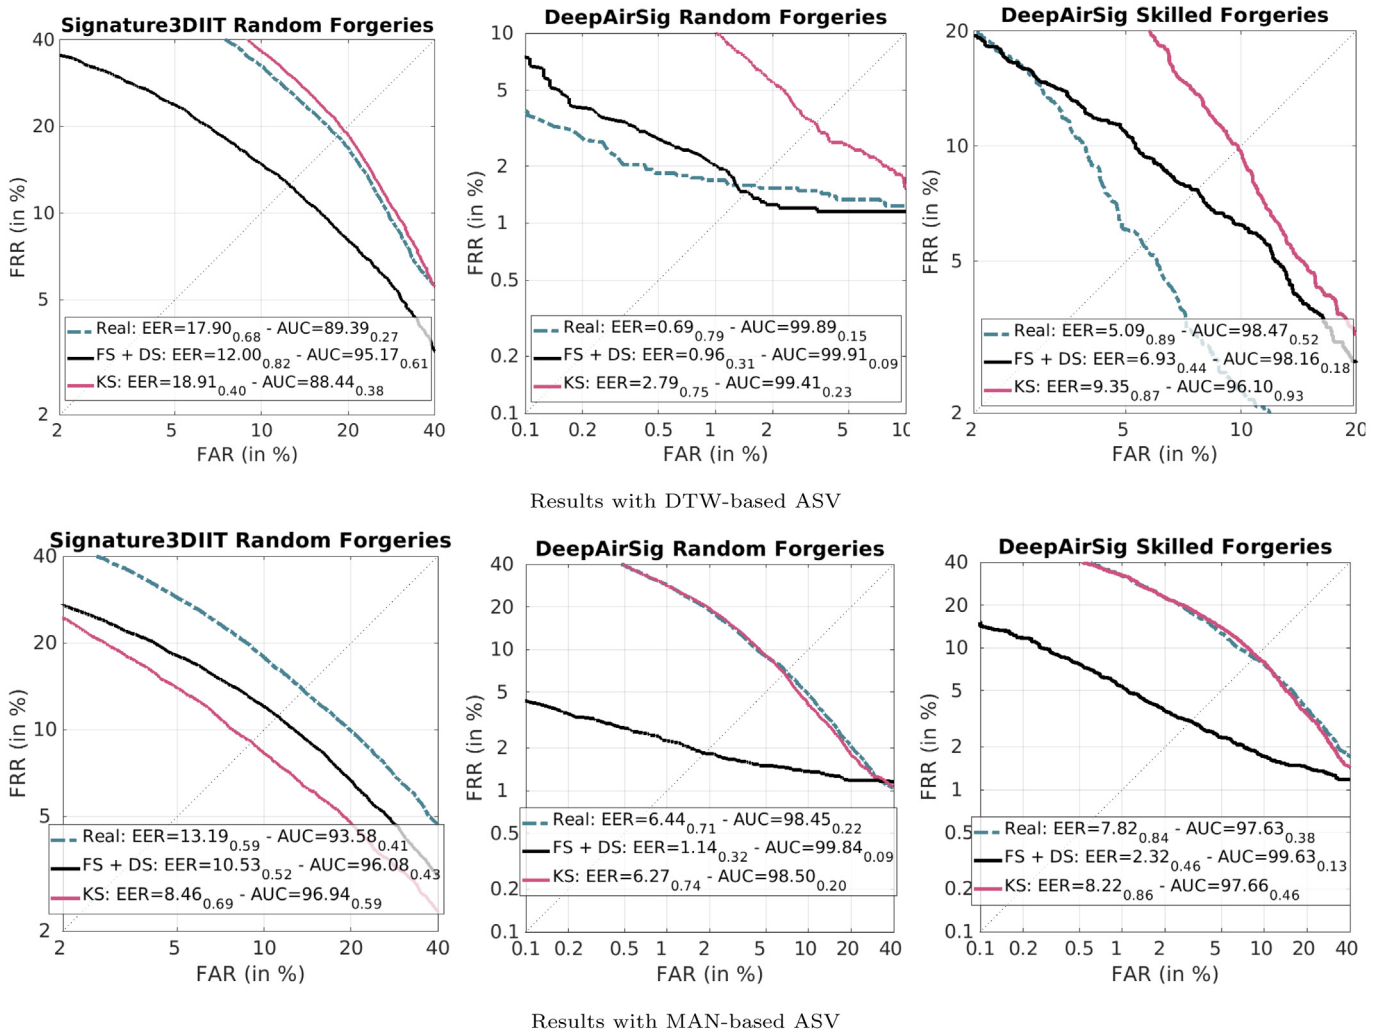 Signature3DIIT Random Forgeries
40
20
10
5
2
FRR (in %)
Real: EER=17.90 0.68 - AUC=89.39 0.27
FS + DS: EER=12.00 0.82 - AUC=95.17 0.61
KS: EER=18.91 0.40 - AUC=88.44 0.38
2 5 10 20 40
FAR (in %)
DeepAirSig Random Forgeries
10
5
2
1
0.5
0.2
0.1
FRR (in %)
Real: EER=0.69 0.79 - AUC=99.89 0.15
FS + DS: EER=0.96 0.31 - AUC=99.91 0.09
KS: EER=2.79 0.75 - AUC=99.41 0.23
0.1 0.2 0.5 1 2 5 10
FAR (in %)
DeepAirSig Skilled Forgeries
20
10
5
2
FRR (in %)
Real: EER=5.09 0.89 - AUC=98.47 0.52
FS + DS: EER=6.93 0.44 - AUC=98.16 0.18
KS: EER=9.35 0.87 - AUC=96.10 0.93
2 5 10 20
FAR (in %)
Results with DTW-based ASV
Signature3DIIT Random Forgeries
40
20
10
5
2
FRR (in %)
Real: EER=13.19 0.59 - AUC=93.58 0.41
FS + DS: EER=10.53 0.52 - AUC=96.08 0.43
KS: EER=8.46 0.69 - AUC=96.94 0.59
2 5 10 20 40
FAR (in %)
DeepAirSig Random Forgeries
40
20
10
5
2
1
0.5
0.2
0.1
FRR (in %)
Real: EER=6.44 0.71 - AUC=98.45 0.22
FS + DS: EER=1.14 0.32 - AUC=99.84 0.09
KS: EER=6.27 0.74 - AUC=98.50 0.20
0.1 0.2 0.5 1 2 5 10 20 40
FAR (in %)
DeepAirSig Skilled Forgeries
40
20
10
5
2
1
0.5
0.2
0.1
FRR (in %)
Real: EER=7.82 0.84 - AUC=97.63 0.38
FS + DS: EER=2.32 0.46 - AUC=99.63 0.13
KS: EER=8.22 0.86 - AUC=97.66 0.46
0.1 0.2 0.5 1 2 5 10 20 40
FAR (in %)
Results with MAN-based ASV